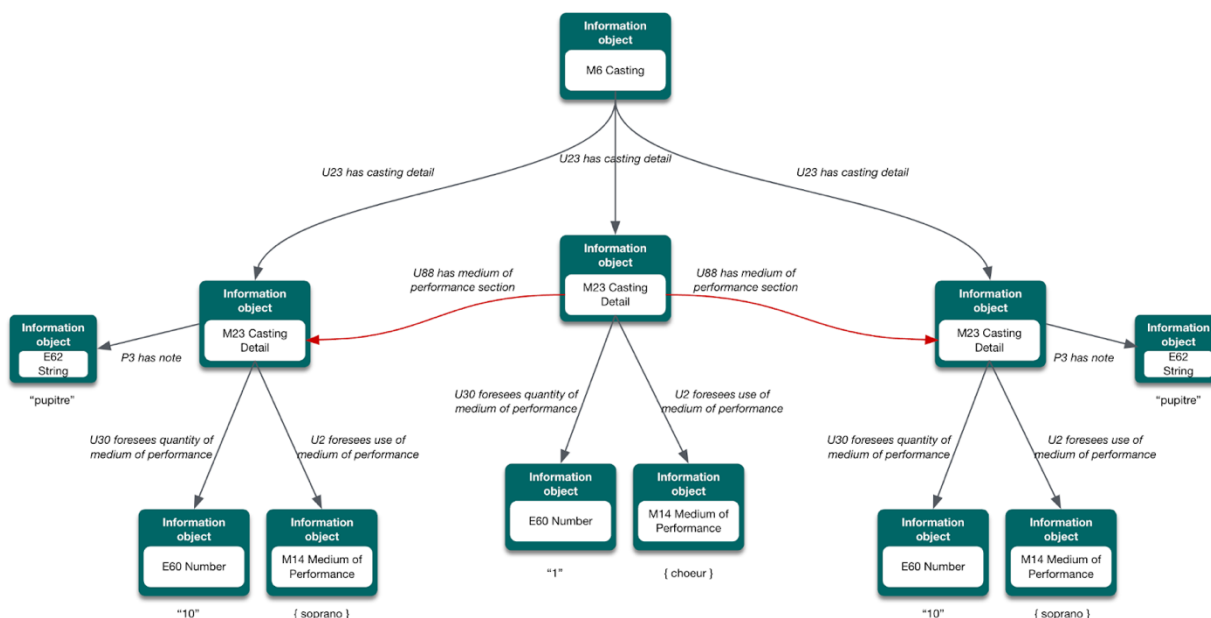 Information
object
M6 Casting
U23 has casting detail
U23 has casting detail
U23 has casting detail
Information
object
M23 Casting
Detail
U88 has medium of
performance section
U88 has medium of
performance section
Information
object
M23 Casting
Detail
Information
object
M23 Casting
Detail
Information
object
E62
String
"pupitre"
P3 has note
P3 has note
Information
object
E62
String
"pupitre"
U30 foresees quantity of
medium of performance
U2 foresees use of
medium of performance
U30 foresees quantity of
medium of performance
U2 foresees use of
medium of performance
U30 foresees quantity of
medium of performance
U2 foresees use of
medium of performance
Information
object
E60 Number
"1"
Information
object
M14 Medium of
Performance
{ choeur }
Information
object
E60 Number
"10"
Information
object
M14 Medium of
Performance
{ soprano }
Information
object
E60 Number
"10"
Information
object
M14 Medium of
Performance
{ soprano }